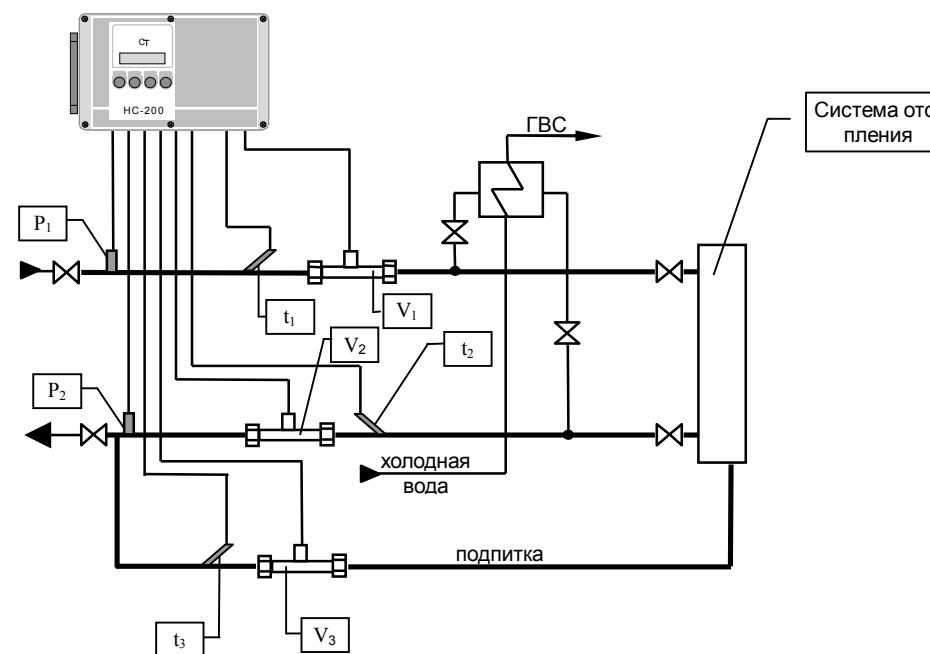 Ст
НС-200
ГВС
Система ото
пления
P1
t1
V1
V2
t2
P2
холодная
вода
подпитка
t3
V3